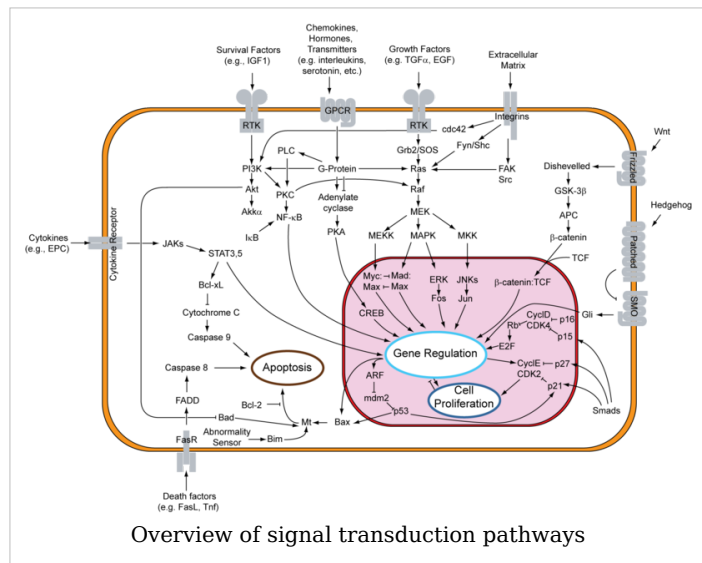 Survival Factors
(e.g., IGF1)
Chemokines,
Hormones,
Transmitters
(e.g. interleukins,
serotonin, etc.)
Growth Factors
(e.g. TGFα, EGF)
Extracellular
Matrix
RTK
GPCR
RTK
Integrins
cdc42
Wnt
PLC
Grb2/SOS
Fyn/Shc
Frizzled
Dishevelled
PI3K
G-Protein
Ras
FAK
Src
Akt
PKC
Raf
GSK-3β
Adenylate
cyclase
Akkα
NF-κB
MEK
APC
Hedgehog
IκB
PKA
MEKK
MAPK
MKK
β-catenin
Patched
Cytokines
(e.g., EPC)
Cytokine Receptor
JAKs
STAT3,5
TCF
Bcl-xL
Myc:
Mad:
Max
Max
ERK
Fos
JNKs
Jun
β-catenin:TCF
SMO
Cytochrome C
CREB
Gli
CycID
p16
Rb
CDK4
p15
Caspase 9
E2F
Gene Regulation
Caspase 8
Apoptosis
ARF
CycIE
p27
CDK2
p21
FADD
Bcl-2
mdm2
Cell
Proliferation
Bad
Mt
Bax
p53
Smads
FasR
Abnormality
Sensor
Bim
Death factors
(e.g. FasL, Tnf)
Overview of signal transduction pathways